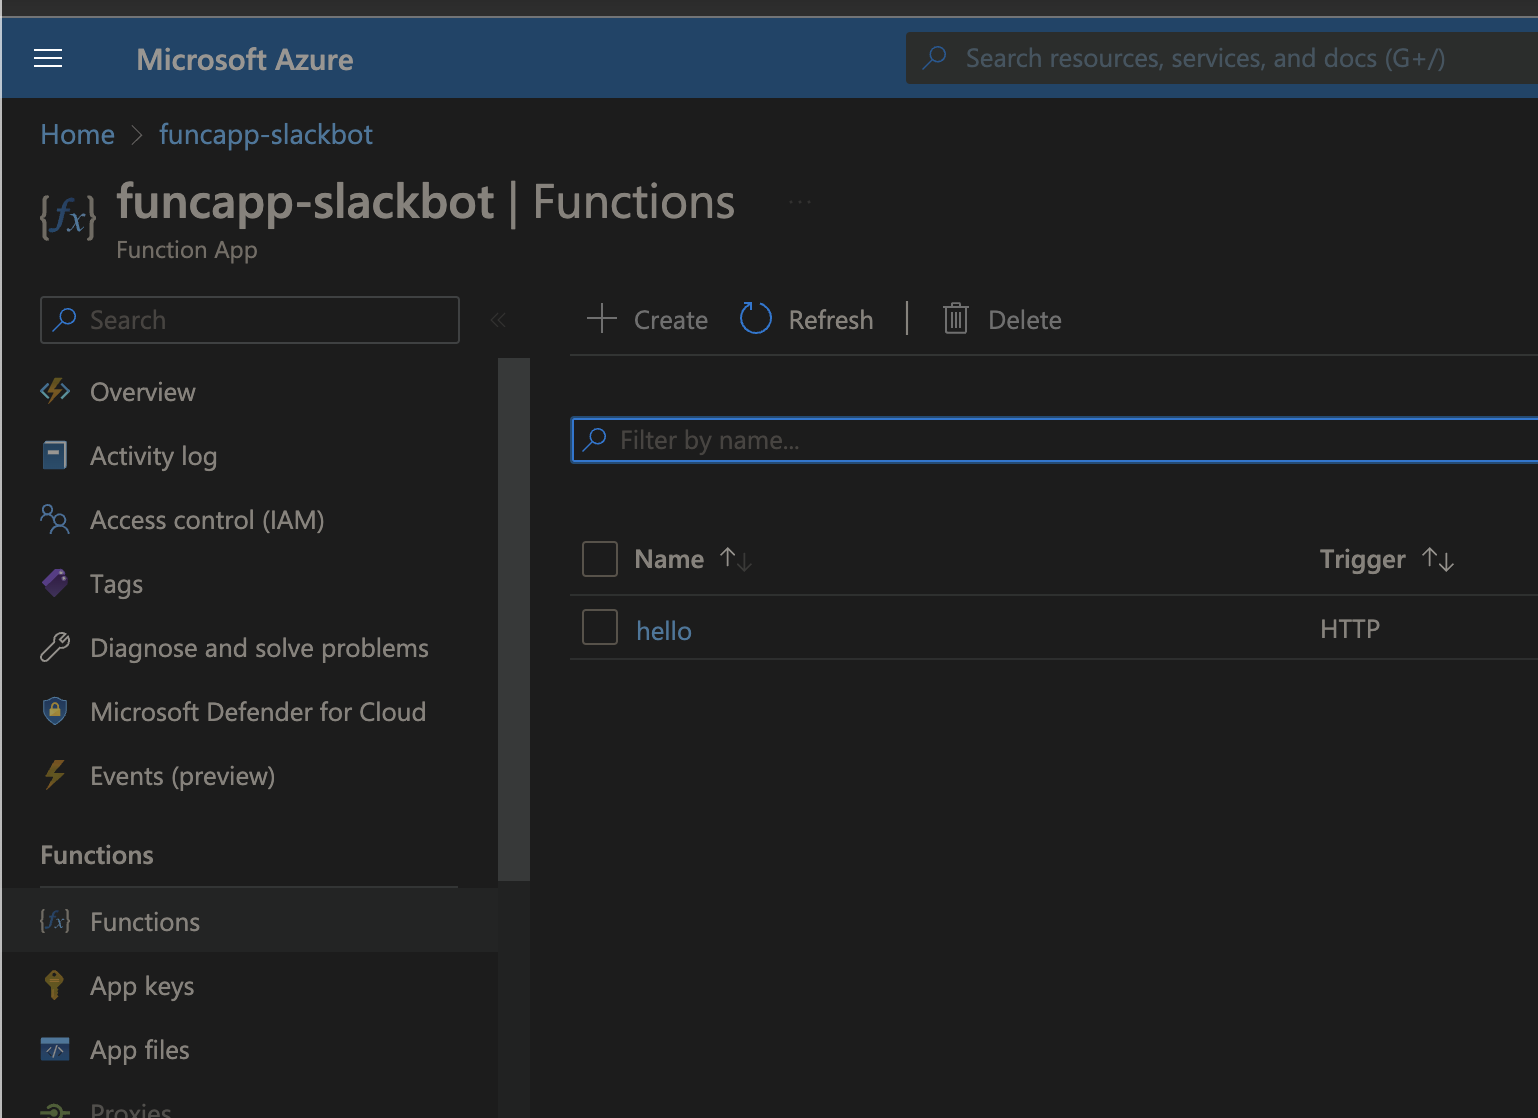 Microsoft Azure
Search resources, services, and docs (G+/)
Home > funcapp-slackbot
{fx}
funcapp-slackbot | Functions ...
Function App
Search «
+ Create Refresh | Delete
Filter by name...
Overview
Activity log
Access control (IAM)
Tags
Diagnose and solve problems
Microsoft Defender for Cloud
Events (preview)
Functions
{fx} Functions
App keys
App files
Proxies
Name ↑↓ Trigger ↑↓
hello HTTP